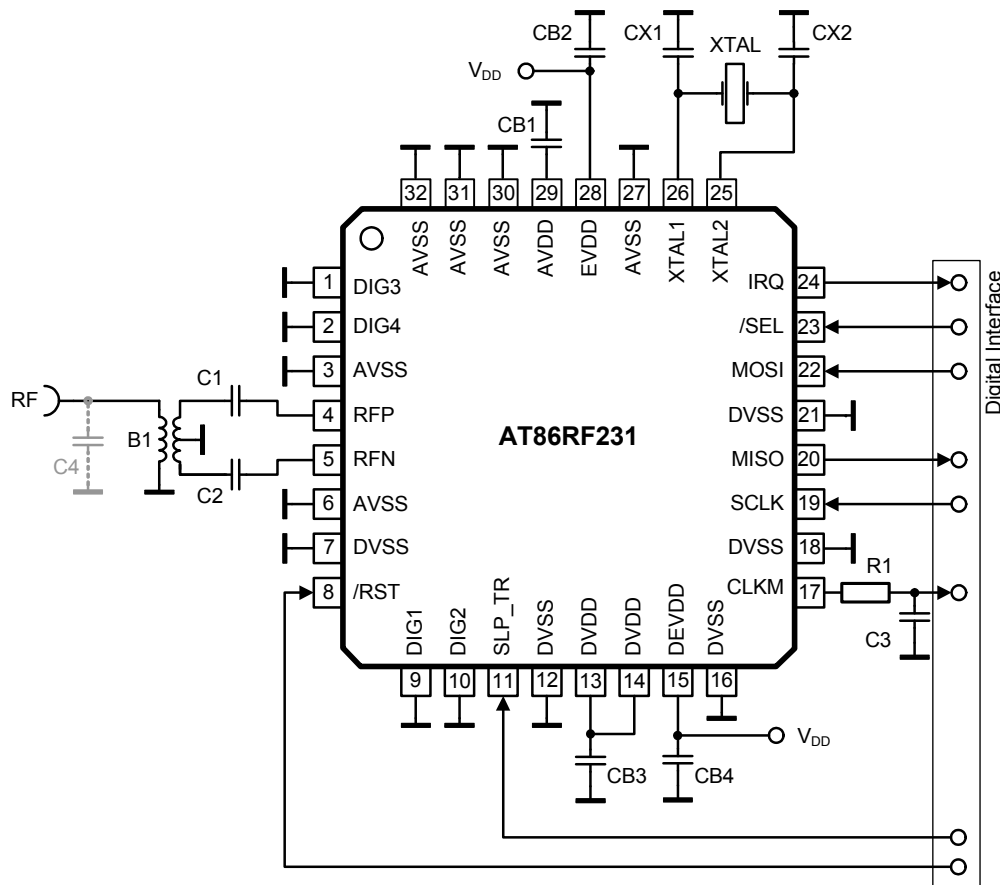 CB2
CX1
XTAL
CX2
VDD
CB1
32
31
30
29
28
27
26
25
AVSS
AVSS
AVSS
AVDD
EVDD
AVSS
XTAL1
XTAL2
1
DIG3
IRQ
24
2
DIG4
/SEL
23
3
AVSS
MOSI
22
RF
C1
4
RFP
DVSS
21
B1
AT86RF231
C4
C2
5
RFN
MISO
20
6
AVSS
SCLK
19
7
DVSS
DVSS
18
8
/RST
CLKM
17
R1
C3
DIG1
DIG2
SLP_TR
DVSS
DVDD
DVDD
DEVDD
DVSS
9
10
11
12
13
14
15
16
CB3
CB4
VDD
Digital Interface